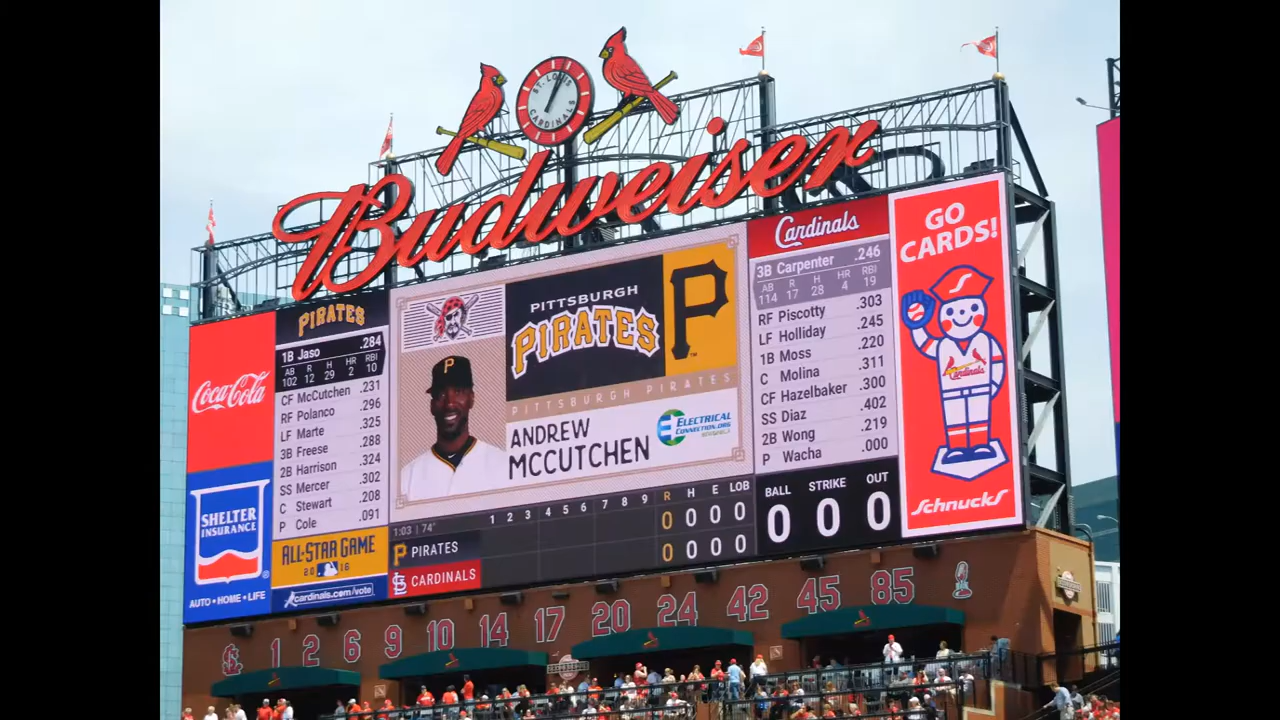 ST. LOUIS
CARDINALS
Budweiser
Coca-Cola
SHELTER
INSURANCE
®
AUTO • HOME • LIFE
PIRATES
1B Jaso .284
AB R H HR RBI
102 12 29 2 10
CF McCutchen .231
RF Polanco .296
LF Marte .325
3B Freese .288
2B Harrison .324
SS Mercer .302
C Stewart .208
P Cole .091
ALL-STAR GAME
2016
cardinals.com/vote
PITTSBURGH
PIRATES
P
TM
PITTSBURGH PIRATES
P
ANDREW
MCCUTCHEN
ELECTRICAL
CONNECTION.ORG
1:03 | 74°
1 2 3 4 5 6 7 8 9 R H E LOB
P PIRATES 0 0 0 0
STL CARDINALS 0 0 0 0
Cardinals
3B Carpenter .246
AB R H HR RBI
114 17 28 4 19
RF Piscotty .303
LF Holliday .245
1B Moss .220
C Molina .311
CF Hazelbaker .300
SS Diaz .402
2B Wong .219
P Wacha .000
BALL STRIKE OUT
0 0 0
GO
CARDS!
Cardinals
Schnucks
STL 1 2 6 9 10 14 17 20 24 42 45 85